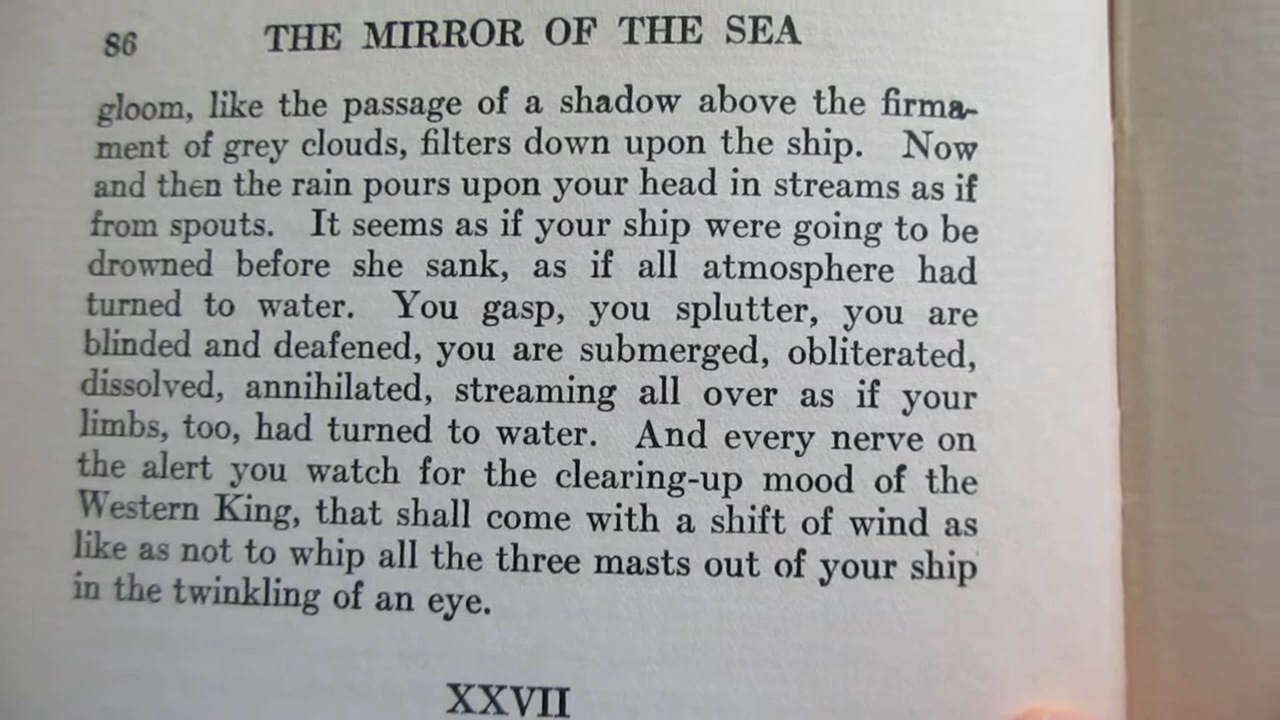 86 THE MIRROR OF THE SEA
gloom, like the passage of a shadow above the firma-
ment of grey clouds, filters down upon the ship. Now
and then the rain pours upon your head in streams as if
from spouts. It seems as if your ship were going to be
drowned before she sank, as if all atmosphere had
turned to water. You gasp, you splutter, you are
blinded and deafened, you are submerged, obliterated,
dissolved, annihilated, streaming all over as if your
limbs, too, had turned to water. And every nerve on
the alert you watch for the clearing-up mood of the
Western King, that shall come with a shift of wind as
like as not to whip all the three masts out of your ship
in the twinkling of an eye.
XXVII